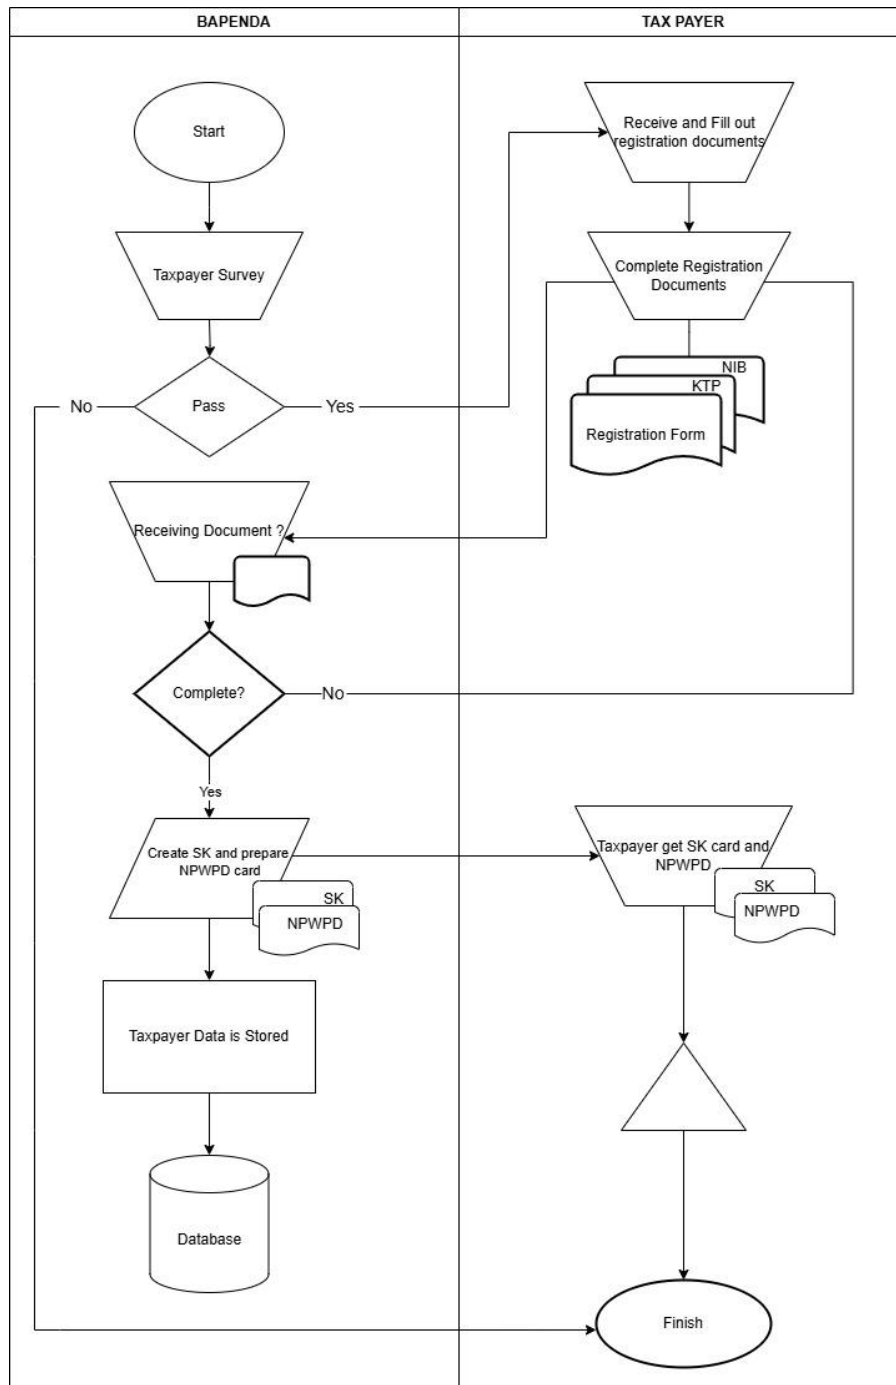 BAPENDA
TAX PAYER
Start
Receive and Fill out
registration documents
Taxpayer Survey
Complete Registration
Documents
No
Pass
Yes
NIB
KTP
Registration Form
Receiving Document ?
Complete?
No
Yes
Create SK and prepare
NPWPD card
SK
NPWPD
Taxpayer get SK card and
NPWPD
SK
NPWPD
Taxpayer Data is Stored
Database
Finish